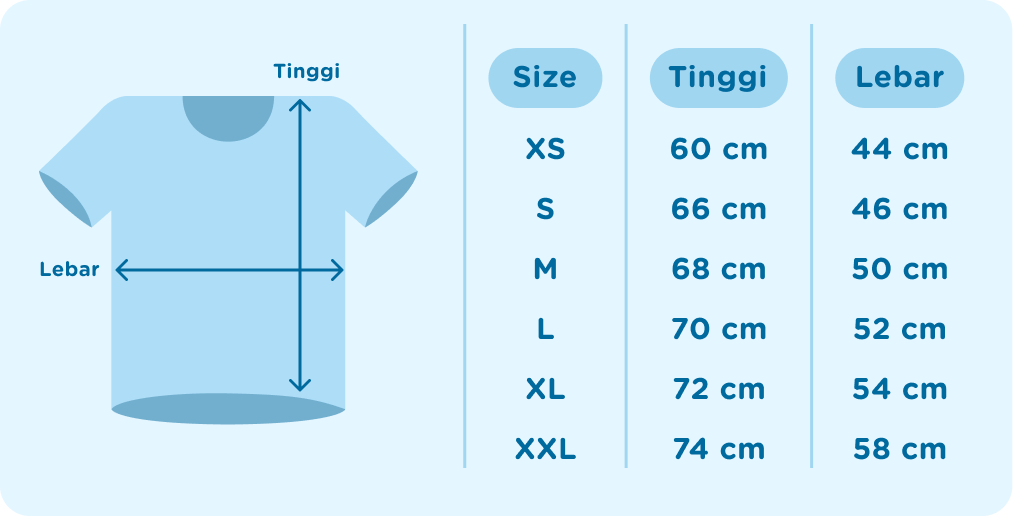 Tinggi
Lebar
Size Tinggi Lebar
XS 60 cm 44 cm
S 66 cm 46 cm
M 68 cm 50 cm
L 70 cm 52 cm
XL 72 cm 54 cm
XXL 74 cm 58 cm